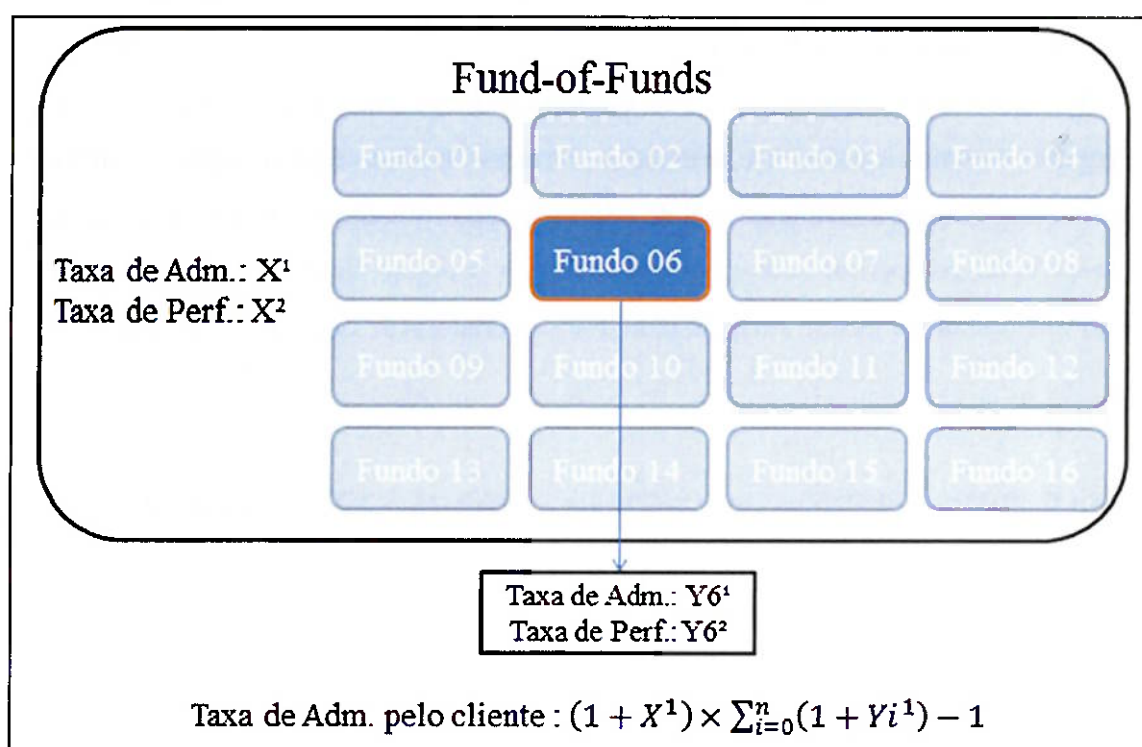 Fund-of-Funds
Fundo 01 Fundo 02 Fundo 03 Fundo 04
Fundo 05 Fundo 06 Fundo 07 Fundo 08
Taxa de Adm.: X¹
Taxa de Perf.: X²
Fundo 09 Fundo 10 Fundo 11 Fundo 12
Fundo 13 Fundo 14 Fundo 15 Fundo 16
Taxa de Adm.: Y6¹
Taxa de Perf.: Y6²
Taxa de Adm. pelo cliente : (1 + X¹) × ∑ᵢ₌₀ⁿ(1 + Yi¹) − 1